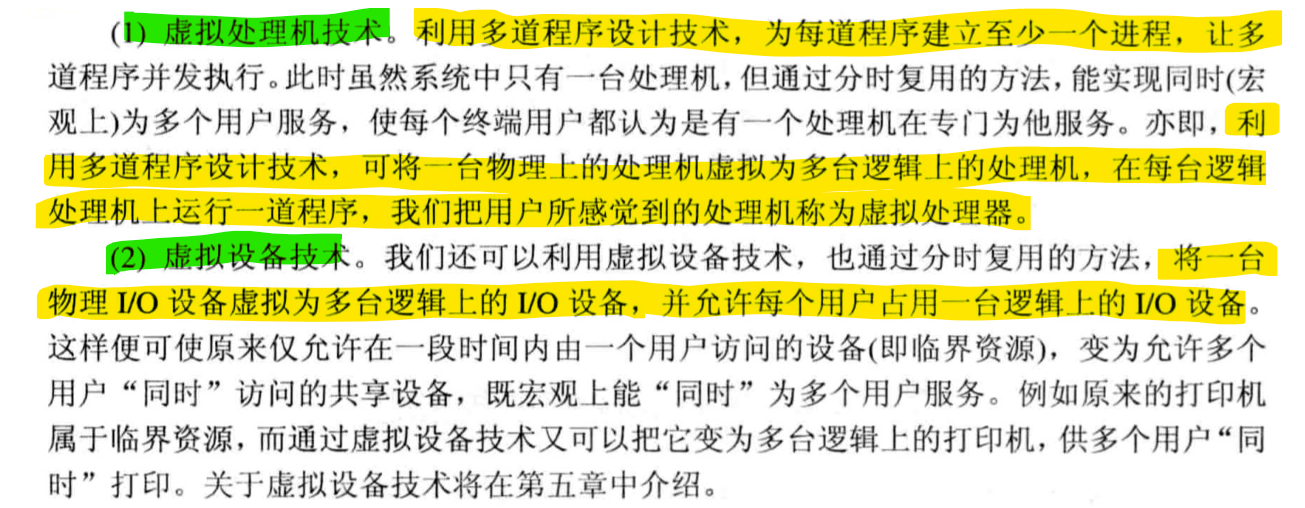 (1) 虚拟处理机技术。利用多道程序设计技术，为每道程序建立至少一个进程，让多
道程序并发执行。此时虽然系统中只有一台处理机，但通过分时复用的方法，能实现同时(宏
观上)为多个用户服务，使每个终端用户都认为是有一个处理机在专门为他服务。亦即，利
用多道程序设计技术，可将一台物理上的处理机虚拟为多台逻辑上的处理机，在每台逻辑
处理机上运行一道程序，我们把用户所感觉到的处理机称为虚拟处理器。
(2) 虚拟设备技术。我们还可以利用虚拟设备技术，也通过分时复用的方法，将一台
物理 I/O 设备虚拟为多台逻辑上的 I/O 设备，并允许每个用户占用一台逻辑上的 I/O 设备。
这样便可使原来仅允许在一段时间内由一个用户访问的设备(即临界资源)，变为允许多个
用户“同时”访问的共享设备，既宏观上能“同时”为多个用户服务。例如原来的打印机
属于临界资源，而通过虚拟设备技术又可以把它变为多台逻辑上的打印机，供多个用户“同
时”打印。关于虚拟设备技术将在第五章中介绍。